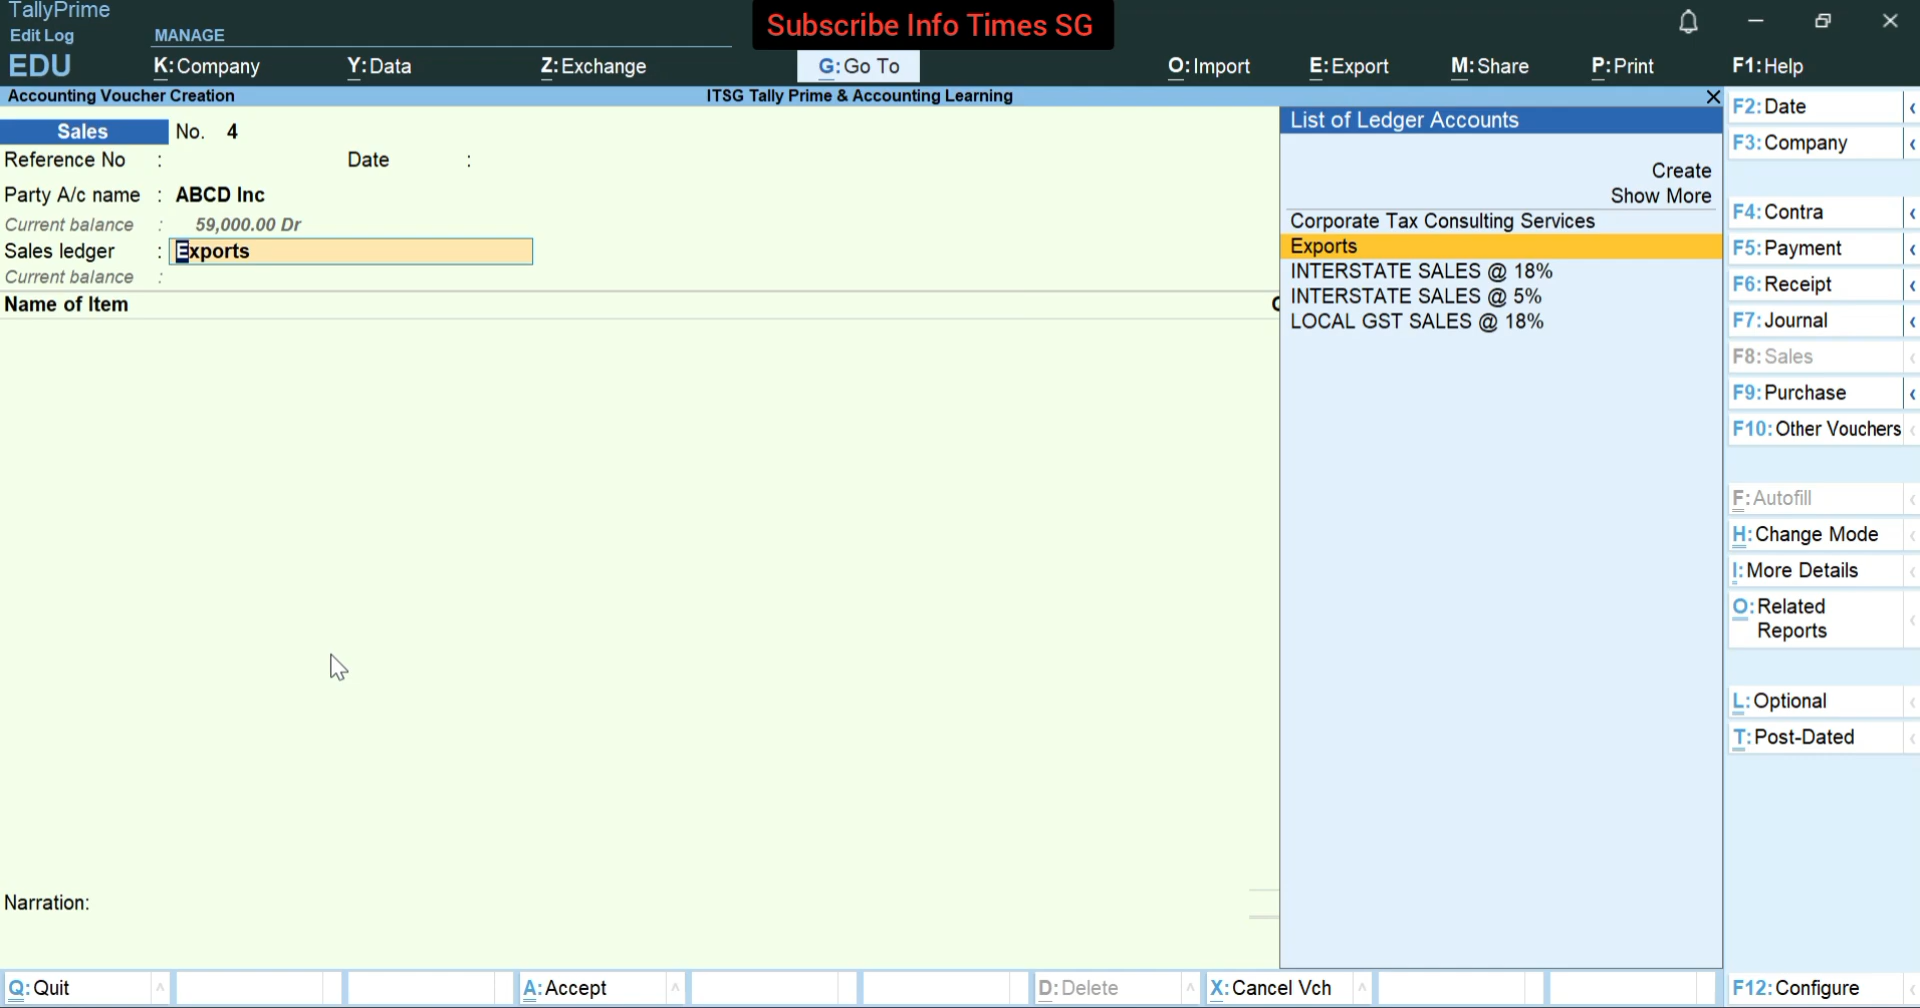 TallyPrime
Edit Log
EDU
MANAGE
Subscribe Info Times SG
K:Company
Y:Data
Z:Exchange
G:Go To
O:Import
E:Export
M:Share
P:Print
F1:Help
Accounting Voucher Creation
ITSG Tally Prime & Accounting Learning
Sales No. 4
Reference No : Date :
Party A/c name : ABCD Inc
Current balance : 59,000.00 Dr
Sales ledger : Exports
Current balance :
Name of Item
Narration:
List of Ledger Accounts
Create
Show More
Corporate Tax Consulting Services
Exports
INTERSTATE SALES @ 18%
INTERSTATE SALES @ 5%
LOCAL GST SALES @ 18%
F2:Date
F3:Company
F4:Contra
F5:Payment
F6:Receipt
F7:Journal
F8:Sales
F9:Purchase
F10:Other Vouchers
F:Autofill
H:Change Mode
I:More Details
O:Related
Reports
L:Optional
T:Post-Dated
Q:Quit
A:Accept
D:Delete
X:Cancel Vch
F12:Configure